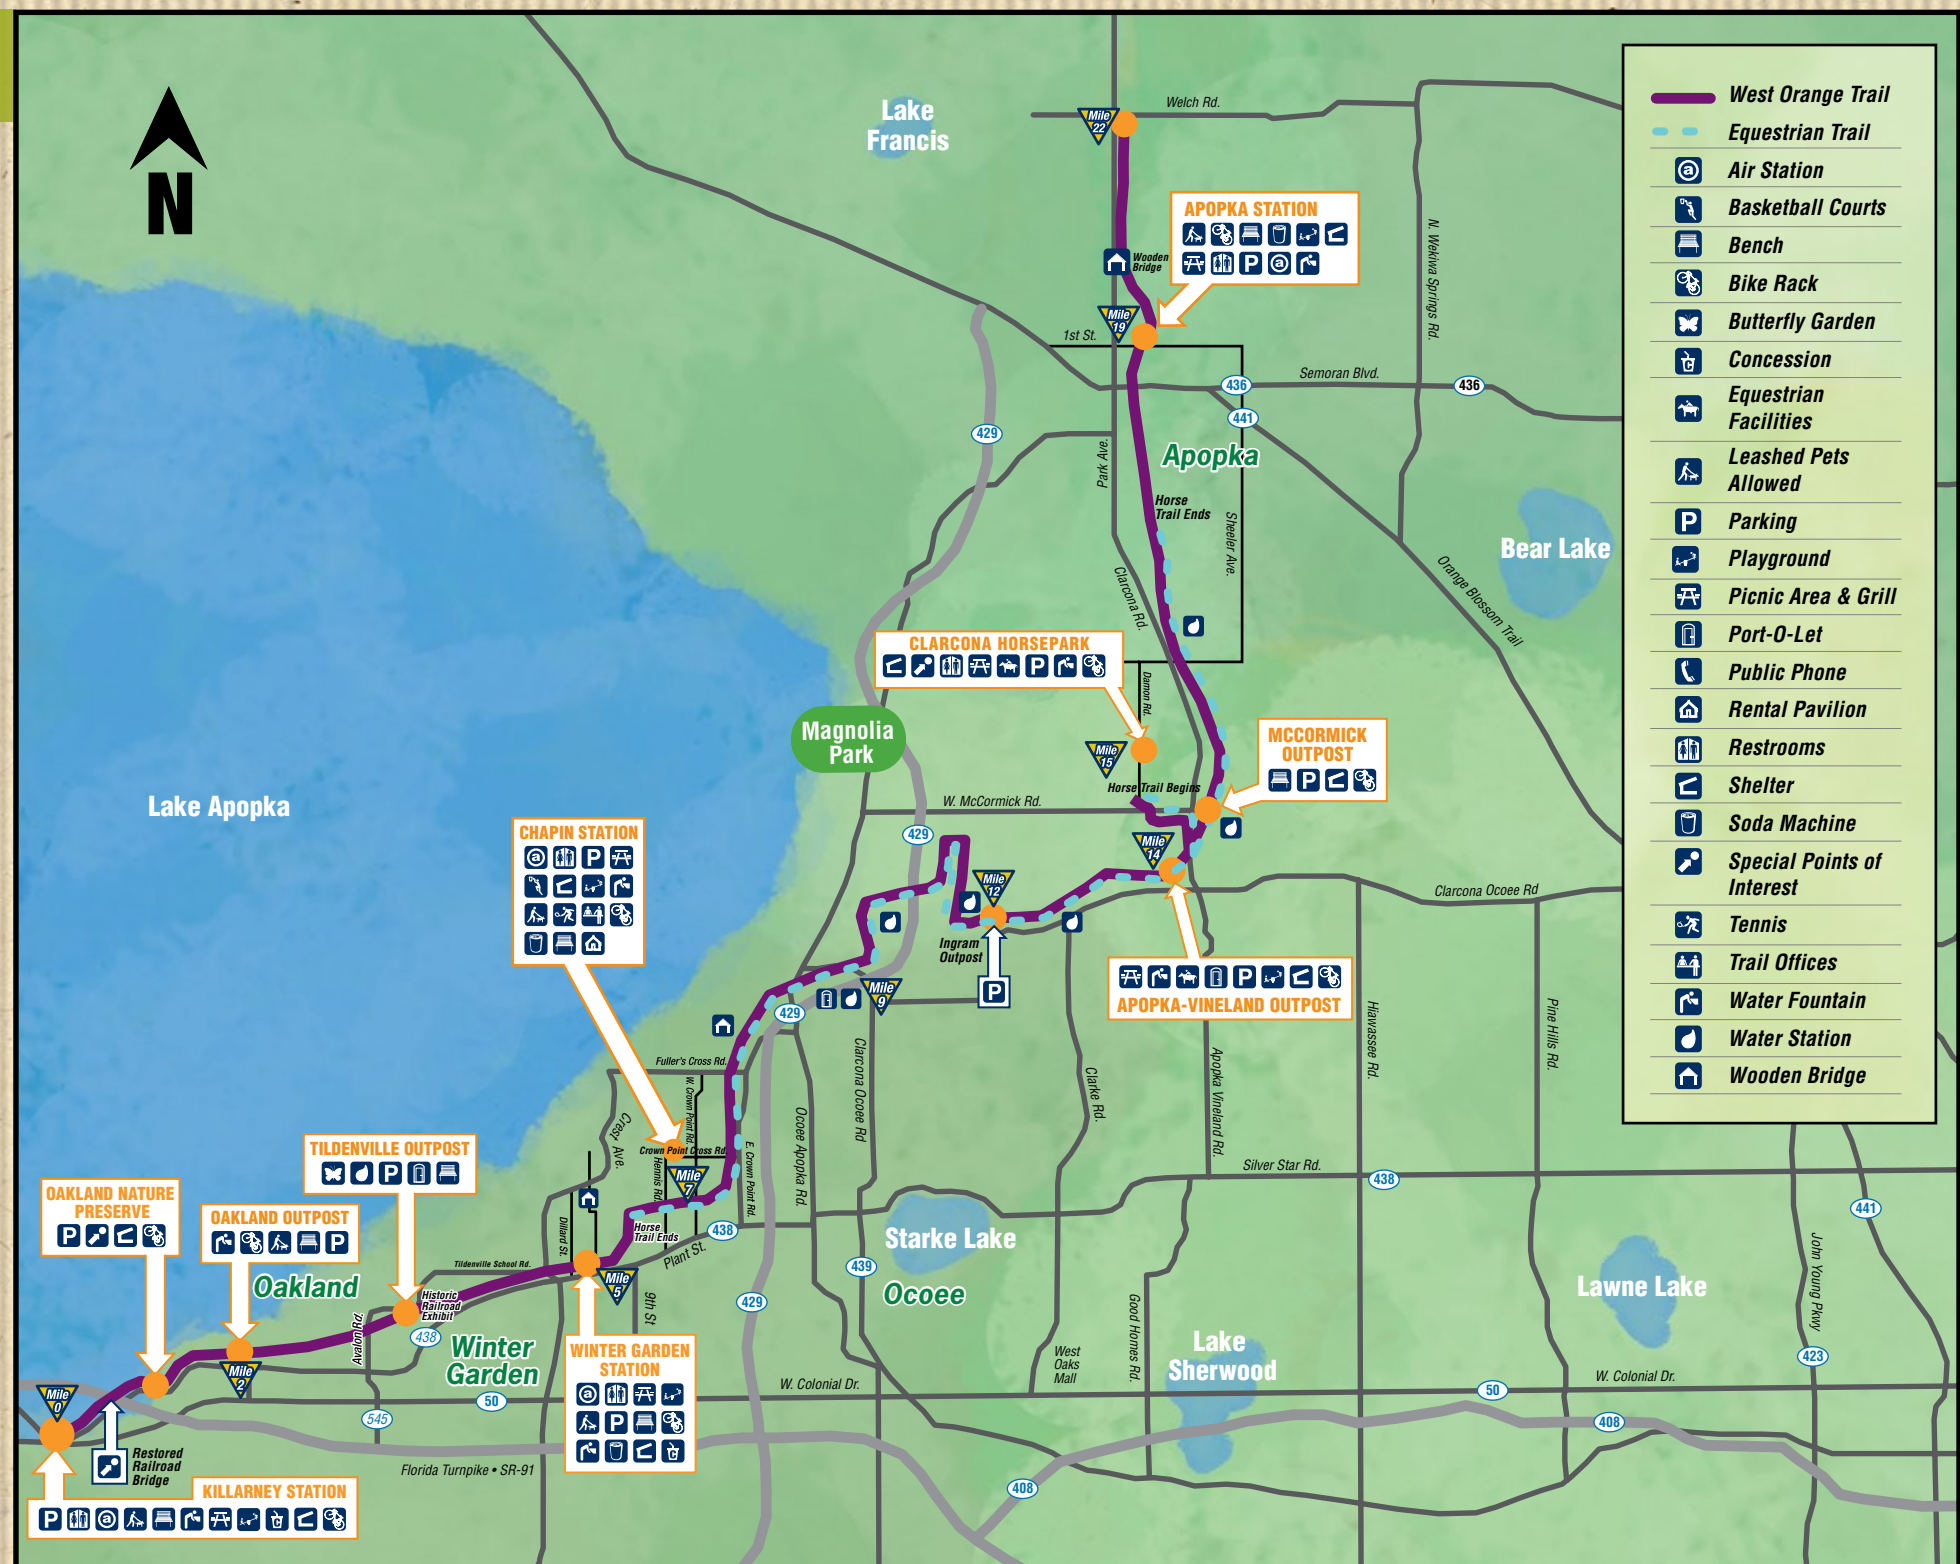 N
Lake
Francis
Mile
22
Welch Rd.
APOPKA STATION
Wooden
Bridge
N. Wekiwa Springs Rd.
Mile
19
1st St.
Semoran Blvd.
436
436
441
429
Apopka
Park Ave.
Horse
Trail Ends
Sheeler Ave.
Bear Lake
Orange Blossom Trail
Clarcona Rd.
CLARCONA HORSEPARK
Damon Rd.
Magnolia
Park
Mile
15
MCCORMICK
OUTPOST
Horse Trail Begins
W. McCormick Rd.
Lake Apopka
CHAPIN STATION
429
Mile
14
Mile
12
Clarcona Ocoee Rd
Ingram
Outpost
P
Mile
9
429
APOPKA-VINELAND OUTPOST
Hiawassee Rd.
Pine Hills Rd.
Fuller's Cross Rd.
W. Crown Point Rd.
Clarcona Ocoee Rd
Clarke Rd.
Apopka Vineland Rd.
Crest Ave.
Crown Point Cross Rd.
Hennis Rd.
E. Crown Point Rd.
Ocoee Apopka Rd.
Mile
7
Silver Star Rd.
438
441
TILDENVILLE OUTPOST
OAKLAND NATURE
PRESERVE
OAKLAND OUTPOST
Dillard St.
Horse
Trail Ends
438
Plant St.
Starke Lake
Ocoee
439
John Young Pkwy
Lawne Lake
Oakland
Tildenville School Rd.
Mile
5
9th St
429
Historic
Railroad
Exhibit
438
Avalon Rd.
Winter
Garden
WINTER GARDEN
STATION
Good Homes Rd.
Lake
Sherwood
West
Oaks
Mall
423
Mile
2
Mile
0
50
W. Colonial Dr.
50
W. Colonial Dr.
545
408
Restored
Railroad
Bridge
Florida Turnpike • SR-91
408
KILLARNEY STATION
West Orange Trail
Equestrian Trail
Air Station
Basketball Courts
Bench
Bike Rack
Butterfly Garden
Concession
Equestrian
Facilities
Leashed Pets
Allowed
Parking
Playground
Picnic Area & Grill
Port-O-Let
Public Phone
Rental Pavilion
Restrooms
Shelter
Soda Machine
Special Points of
Interest
Tennis
Trail Offices
Water Fountain
Water Station
Wooden Bridge